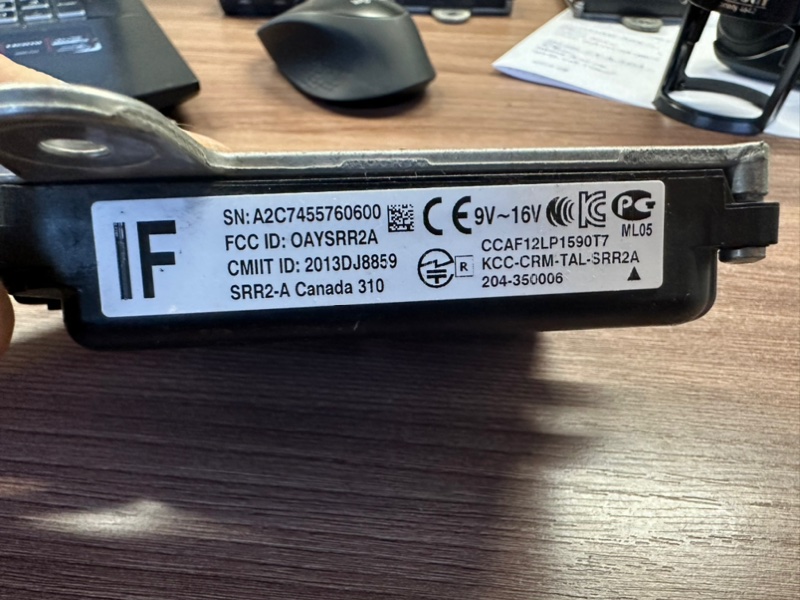 IF
SN: A2C7455760600
FCC ID: OAYSRR2A
CMIIT ID: 2013DJ8859
SRR2-A Canada 310
CE 9V~16V
ML05
CCAF12LP1590T7
R KCC-CRM-TAL-SRR2A
204-350006